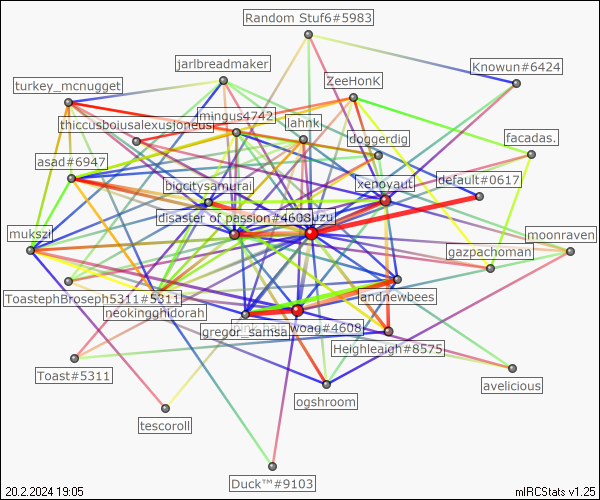 Random Stuf6#5983
jarlbreadmaker
Knowun#6424
ZeeHonK
turkey_mcnugget
mingus4742
thiccusboiusalexusjoneus
iahnk
doggerdig
facadas.
asad#6947
default#0617
bigcitysamurai
xenoyaut
disaster of passion#4608
uzu
mukszi
moonraven
gazpachoman
ToastephBroseph5311#5311
andnewbees
neokingghidorah
gregor_samsa
woag#4608
Heighleaigh#8575
Toast#5311
avelicious
ogshroom
tescoroll
Duck™#9103
20.2.2024 19:05
mIRCStats v1.25